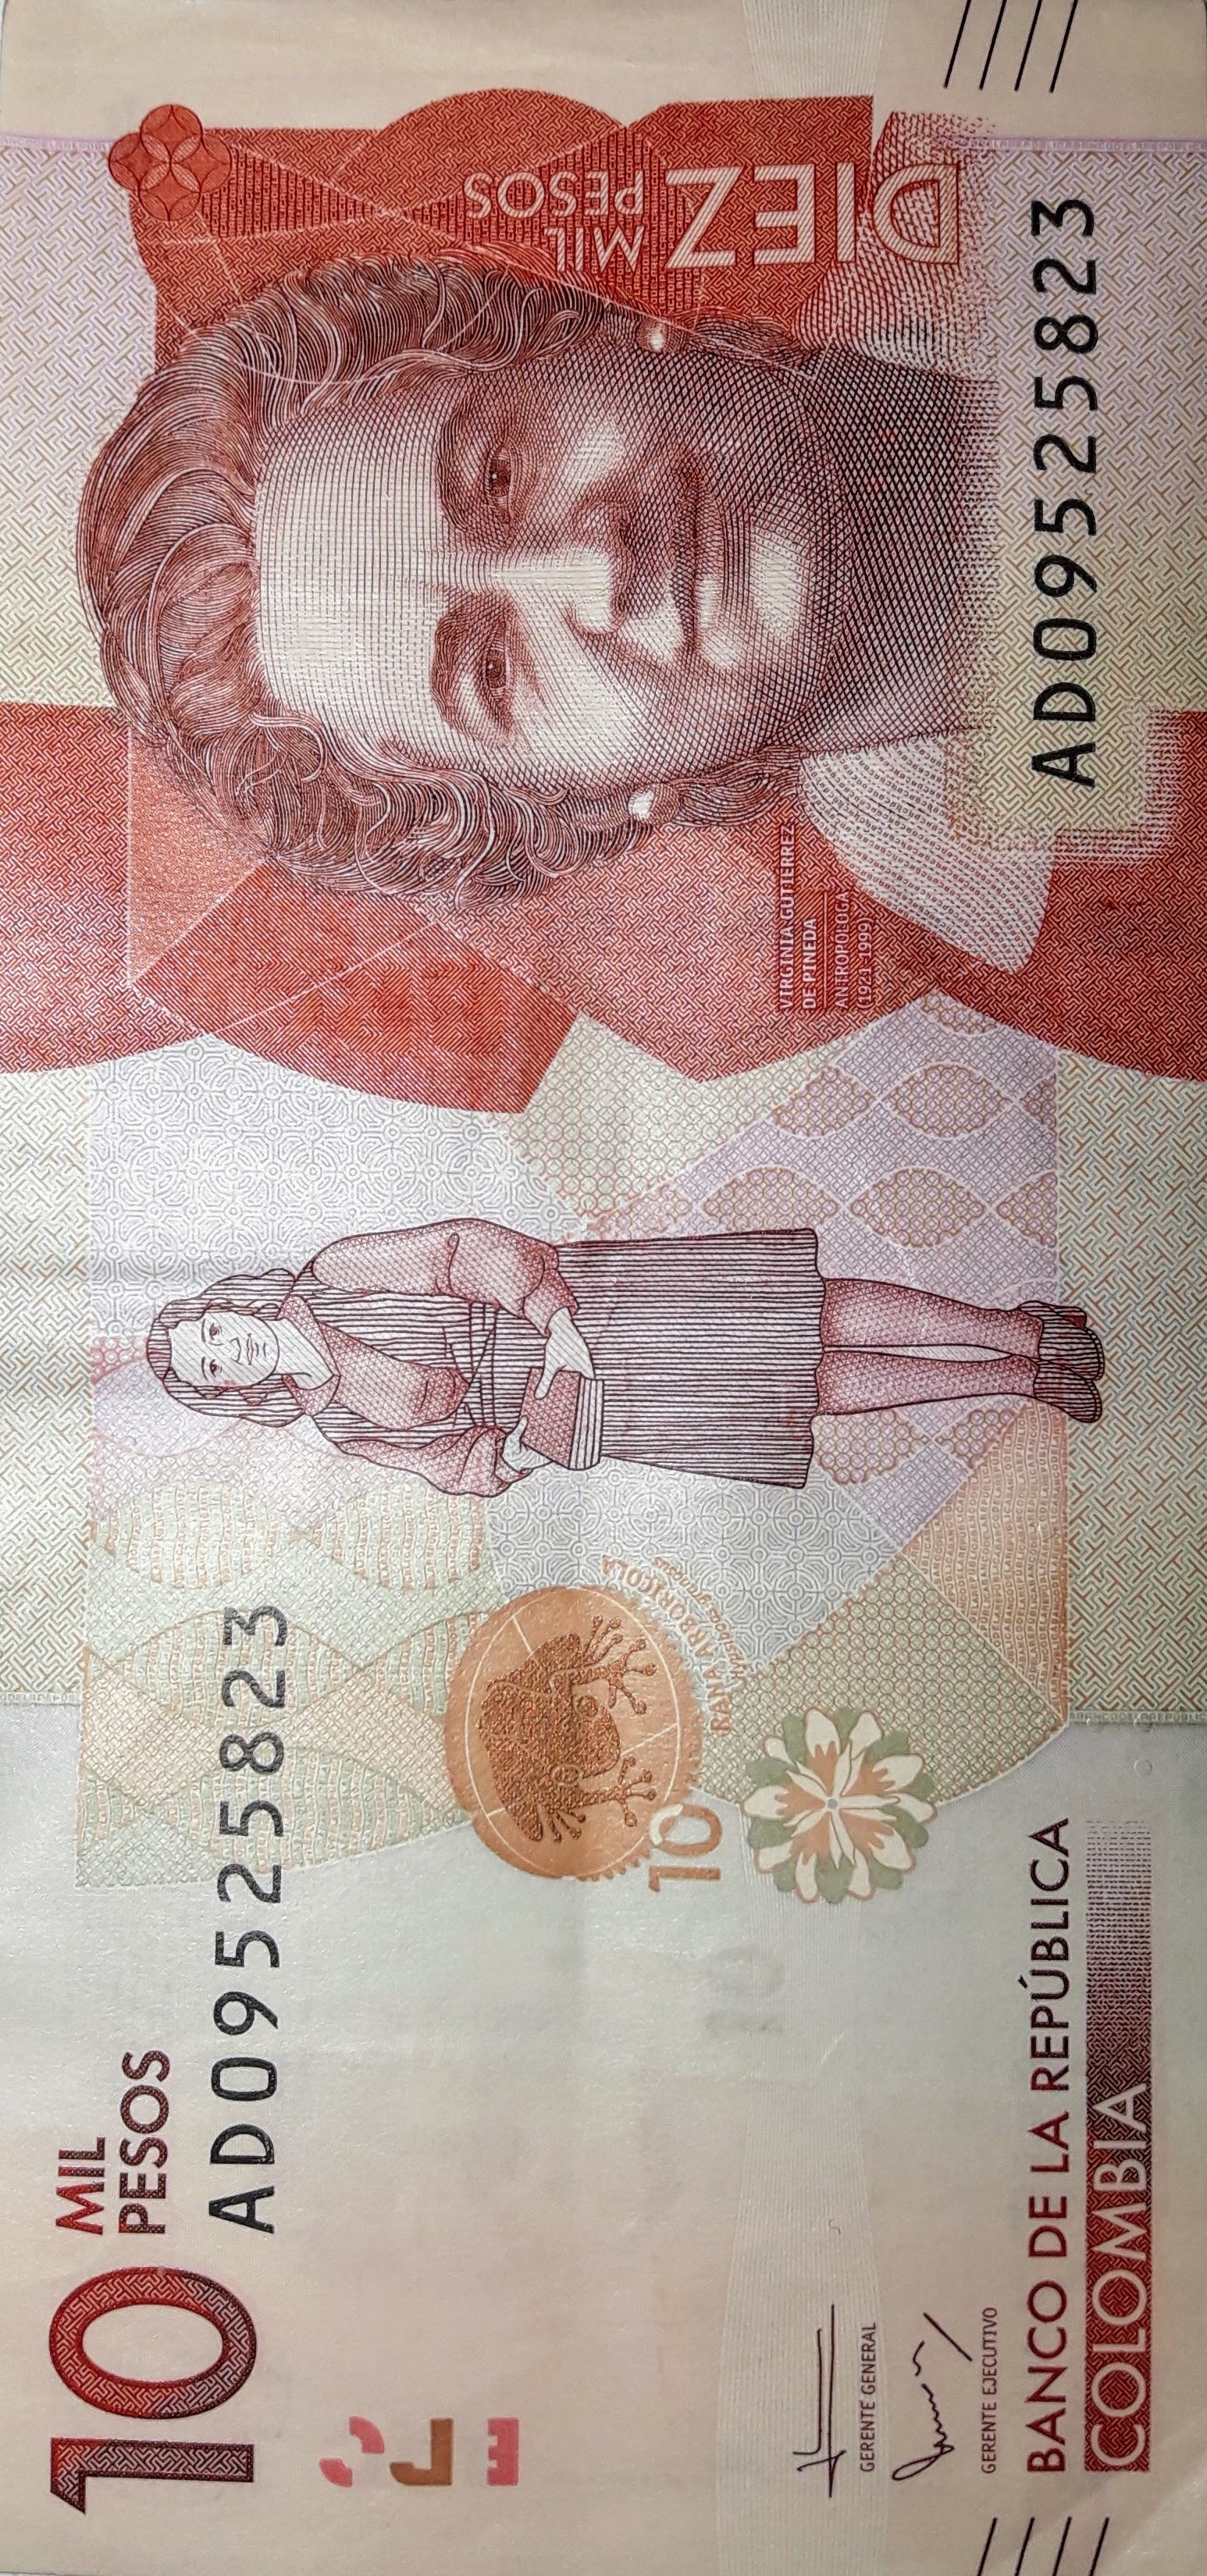 10 MIL
PESOS
AD09525823
10
RANA ARBORÍCOLA
VIRGINIA GUTIÉRREZ
DE PINEDA
ANTROPÓLOGA
(1921-1999)
DIEZ
MIL
PESOS
AD09525823
GERENTE GENERAL
GERENTE EJECUTIVO
BANCO DE LA REPÚBLICA
COLOMBIA